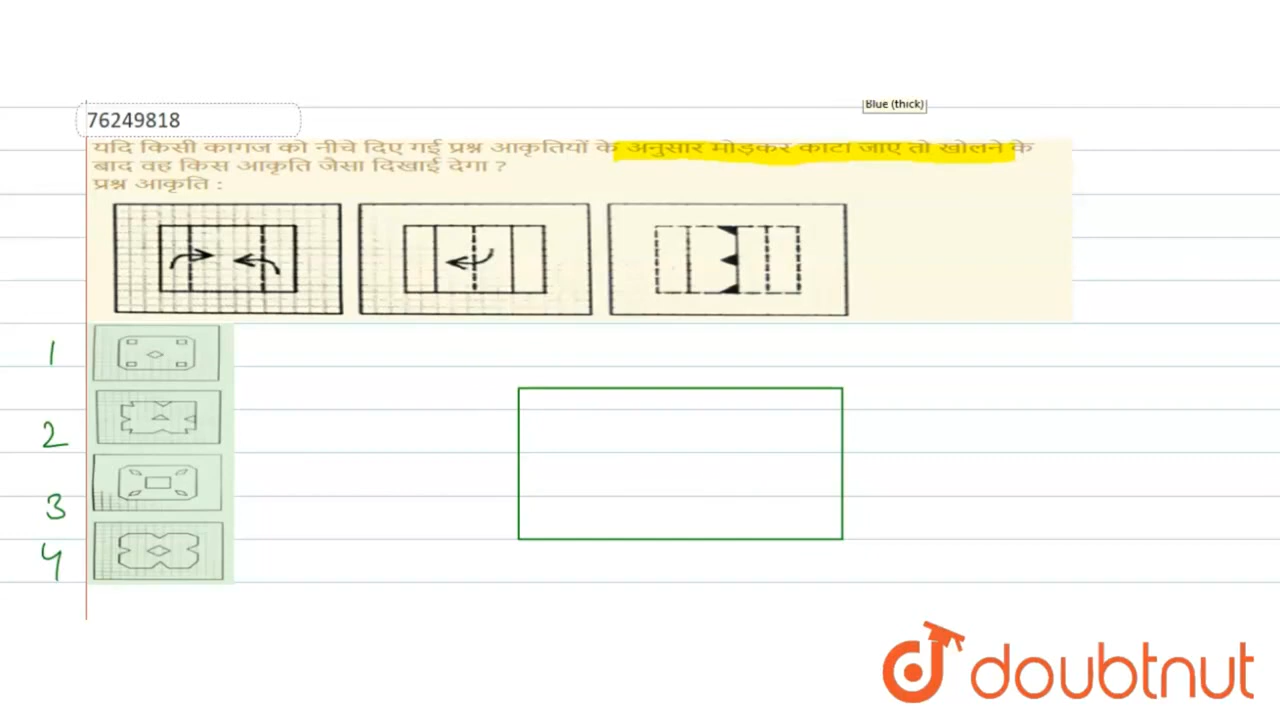 Blue (thick)
76249818
यदि किसी कागज को नीचे दिए गई प्रश्न आकृतियों के अनुसार मोड़कर काटा जाए तो खोलने के
बाद वह किस आकृति जैसा दिखाई देगा ?
प्रश्न आकृति :
1
2
3
4
doubtnut